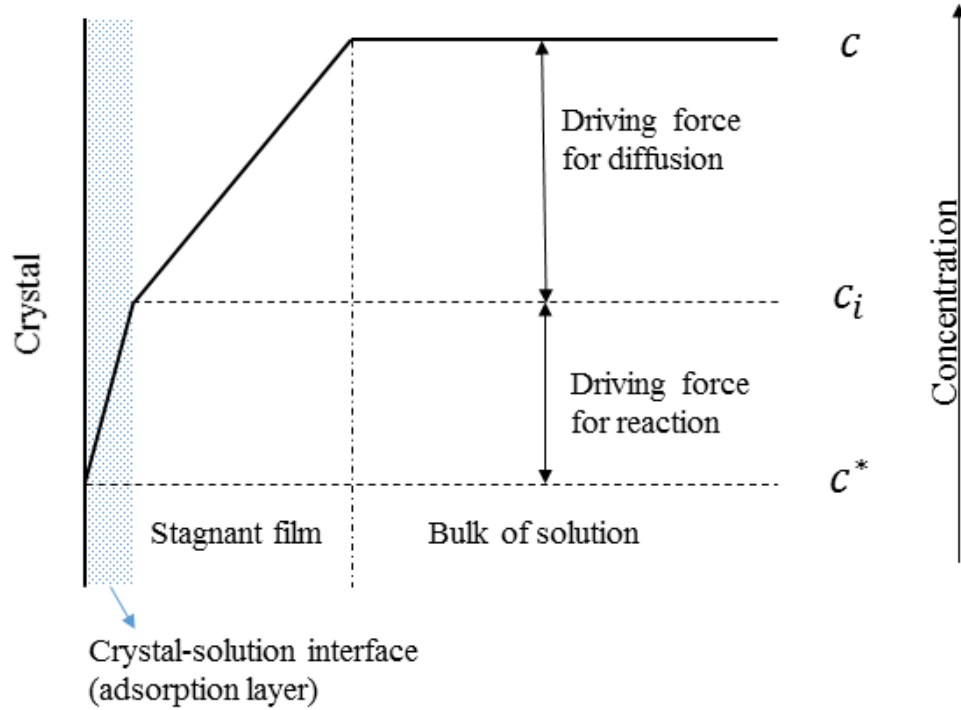 C
Driving force
for diffusion
Crystal
C_i
Concentration
Driving force
for reaction
C*
Stagnant film
Bulk of solution
Crystal-solution interface
(adsorption layer)